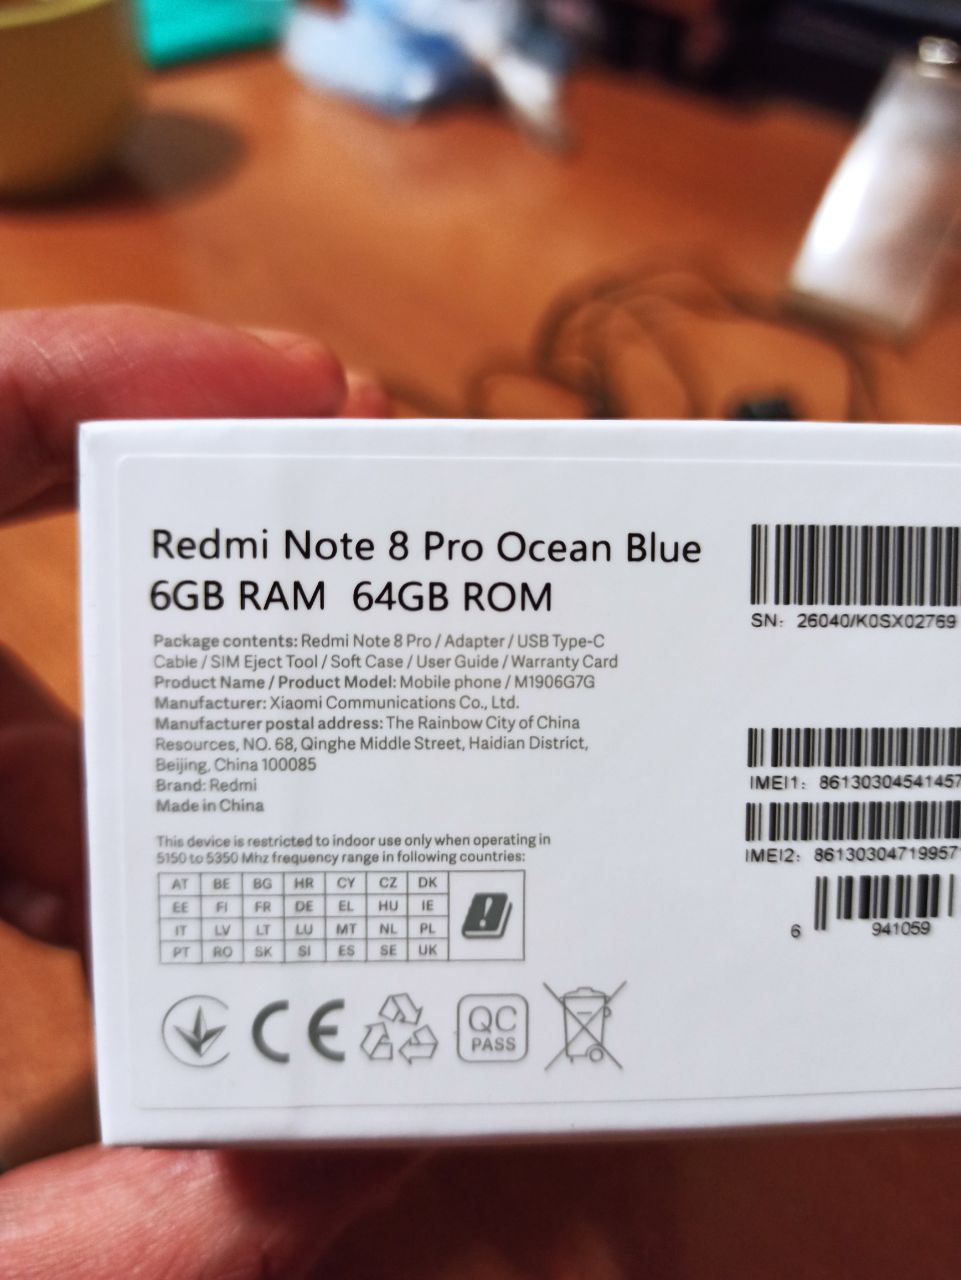 Redmi Note 8 Pro Ocean Blue
6GB RAM 64GB ROM
Package contents: Redmi Note 8 Pro / Adapter / USB Type-C
Cable / SIM Eject Tool / Soft Case / User Guide / Warranty Card
Product Name / Product Model: Mobile phone / M1906G7G
Manufacturer: Xiaomi Communications Co., Ltd.
Manufacturer postal address: The Rainbow City of China
Resources, NO. 68, Qinghe Middle Street, Haidian District,
Beijing, China 100085
Brand: Redmi
Made in China
This device is restricted to indoor use only when operating in
5150 to 5350 Mhz frequency range in following countries:
AT BE BG HR CY CZ DK
EE FI FR DE EL HU IE
IT LV LT LU MT NL PL
PT RO SK SI ES SE UK
CE
QC
PASS
SN: 26040/K0SX02769
IMEI1: 86130304541457
IMEI2: 86130304719957
6 941059